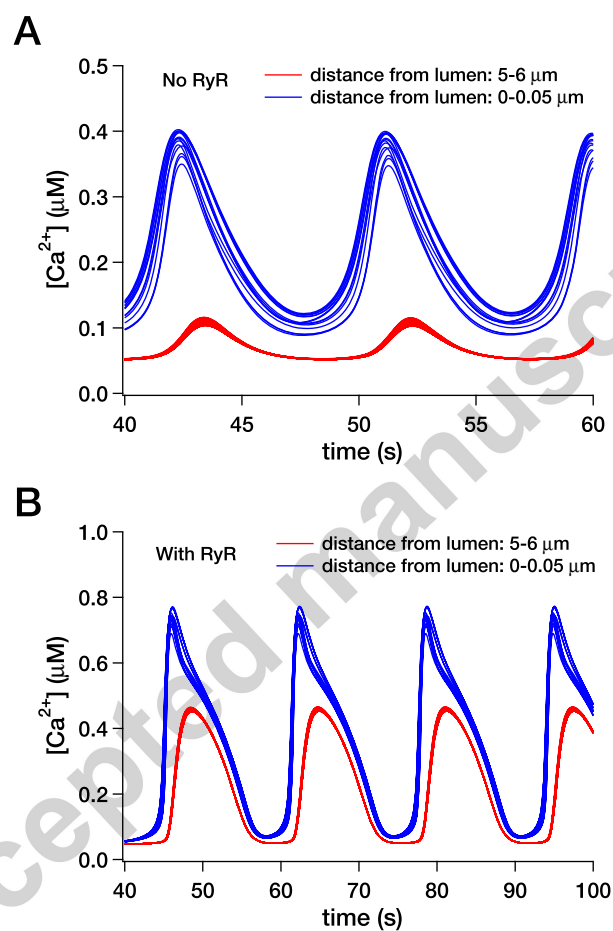 A
0.5
No RyR
distance from lumen: 5-6 μm
distance from lumen: 0-0.05 μm
0.4
0.3
[Ca2+] (μM)
0.2
0.1
0.0
40 45 50 55 60
time (s)
B
1.0
With RyR
distance from lumen: 5-6 μm
distance from lumen: 0-0.05 μm
0.8
0.6
[Ca2+] (μM)
0.4
0.2
0.0
40 50 60 70 80 90 100
time (s)
cepted manusc